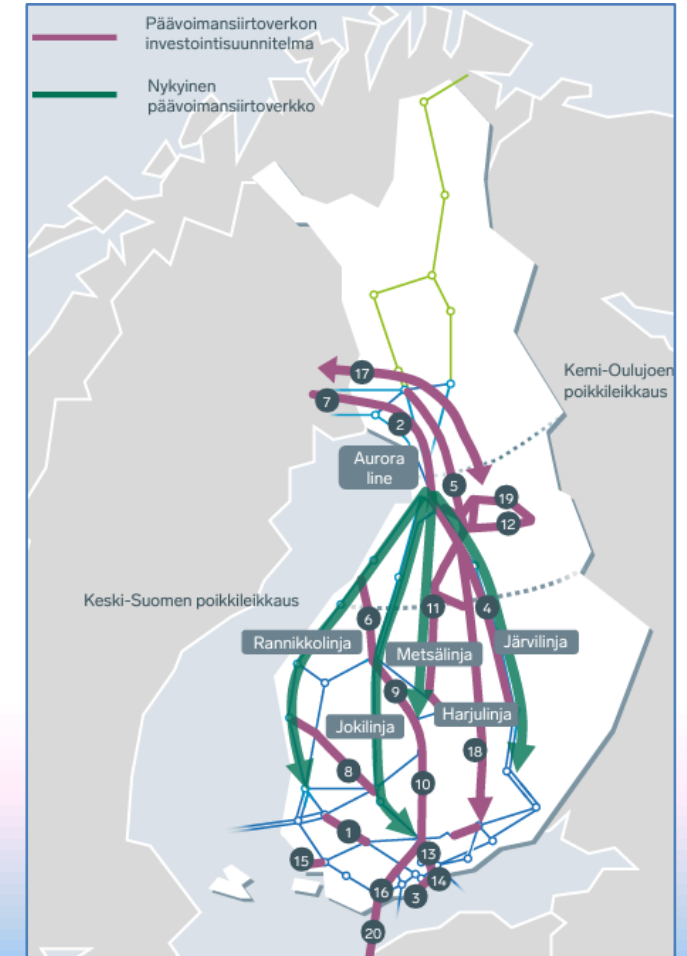 Päävoimansiirtoverkon
investointisuunnitelma
Nykyinen
päävoimansiirtoverkko
17
Kemi-Oulujoen
poikkileikkaus
7
2
Aurora
line
5
19
12
Keski-Suomen poikkileikkaus
6
11
4
Rannikkolinja
Metsälinja
Järvilinja
9
Jokilinja
Harjulinja
18
8
10
1
13
15
14
16
3
20